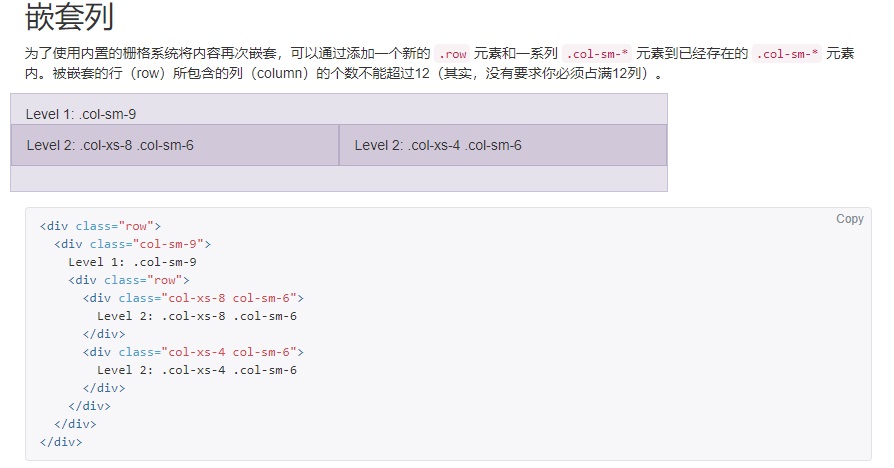 嵌套列
为了使用内置的栅格系统将内容再次嵌套，可以通过添加一个新的 .row 元素和一系列 .col-sm-* 元素到已经存在的 .col-sm-* 元素
内。被嵌套的行（row）所包含的列（column）的个数不能超过12（其实，没有要求你必须占满12列）。
Level 1: .col-sm-9
Level 2: .col-xs-8 .col-sm-6 Level 2: .col-xs-4 .col-sm-6
Copy
<div class="row">
  <div class="col-sm-9">
    Level 1: .col-sm-9
    <div class="row">
      <div class="col-xs-8 col-sm-6">
        Level 2: .col-xs-8 .col-sm-6
      </div>
      <div class="col-xs-4 col-sm-6">
        Level 2: .col-xs-4 .col-sm-6
      </div>
    </div>
  </div>
</div>